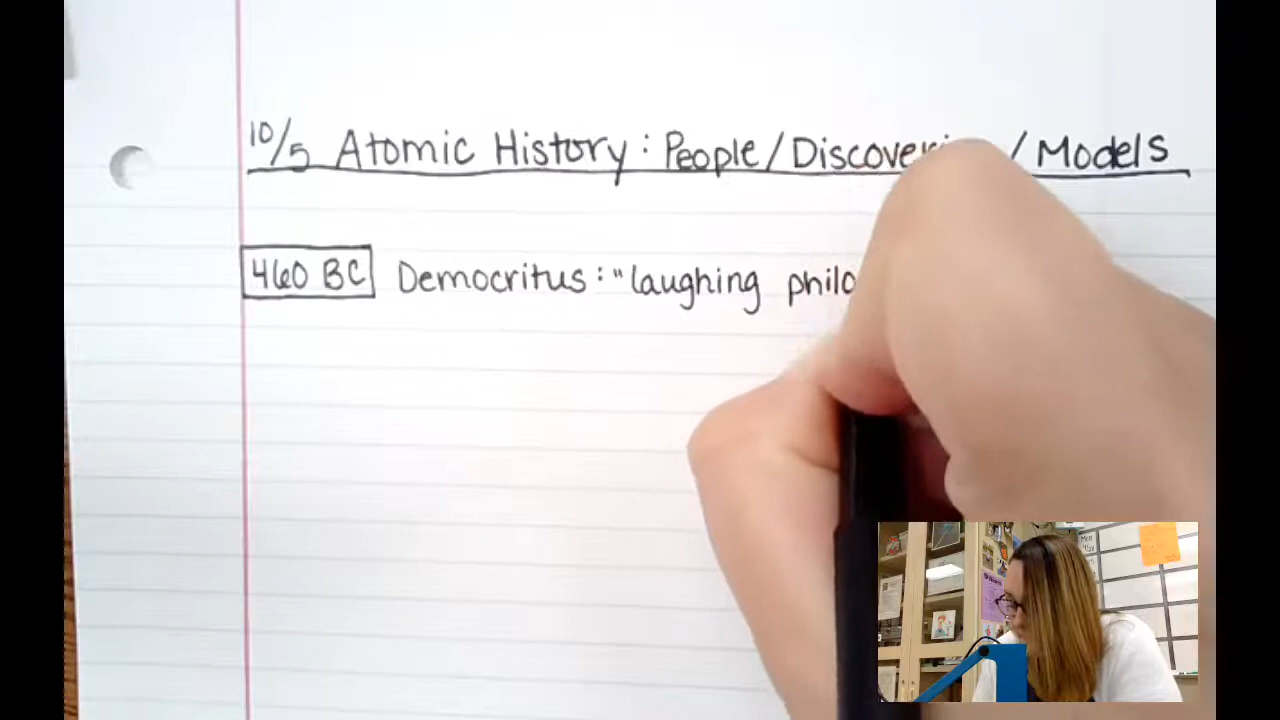 10/5 Atomic History: People/Discoveri / Models
460 BC Democritus: "laughing philo